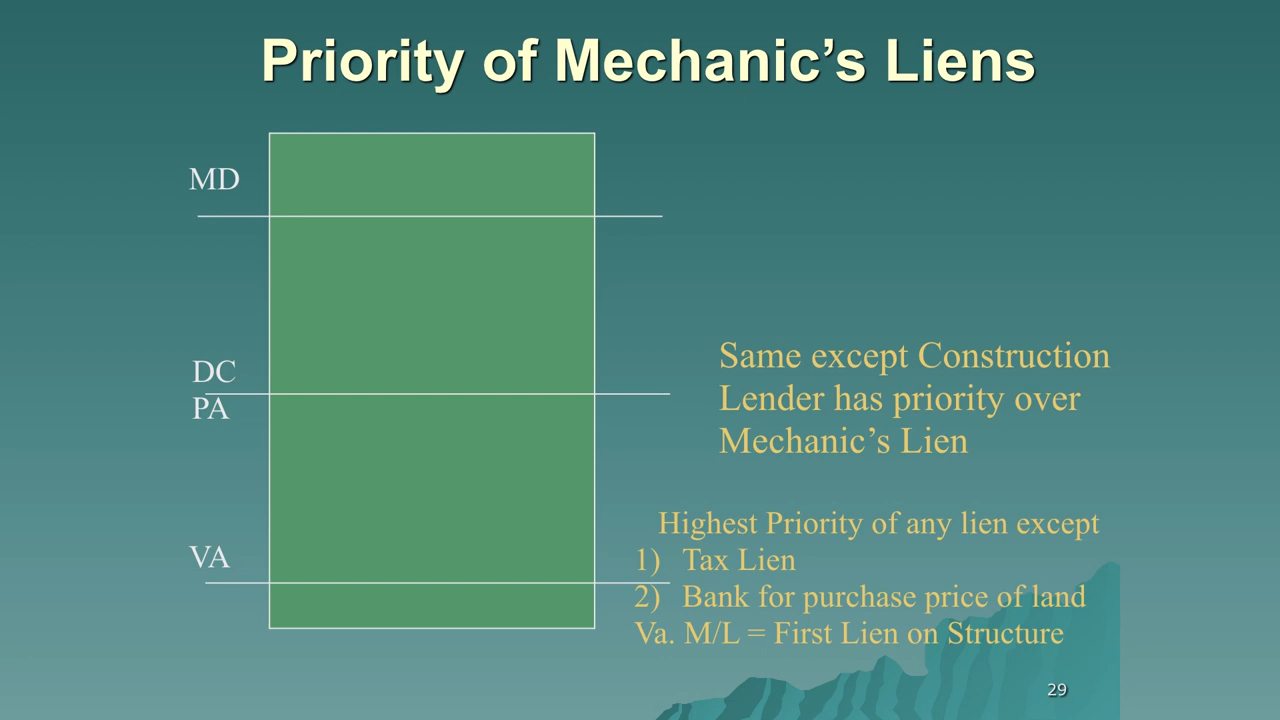 Priority of Mechanic’s Liens
MD
DC
PA
VA
Same except Construction
Lender has priority over
Mechanic’s Lien
Highest Priority of any lien except
1) Tax Lien
2) Bank for purchase price of land
Va. M/L = First Lien on Structure
29